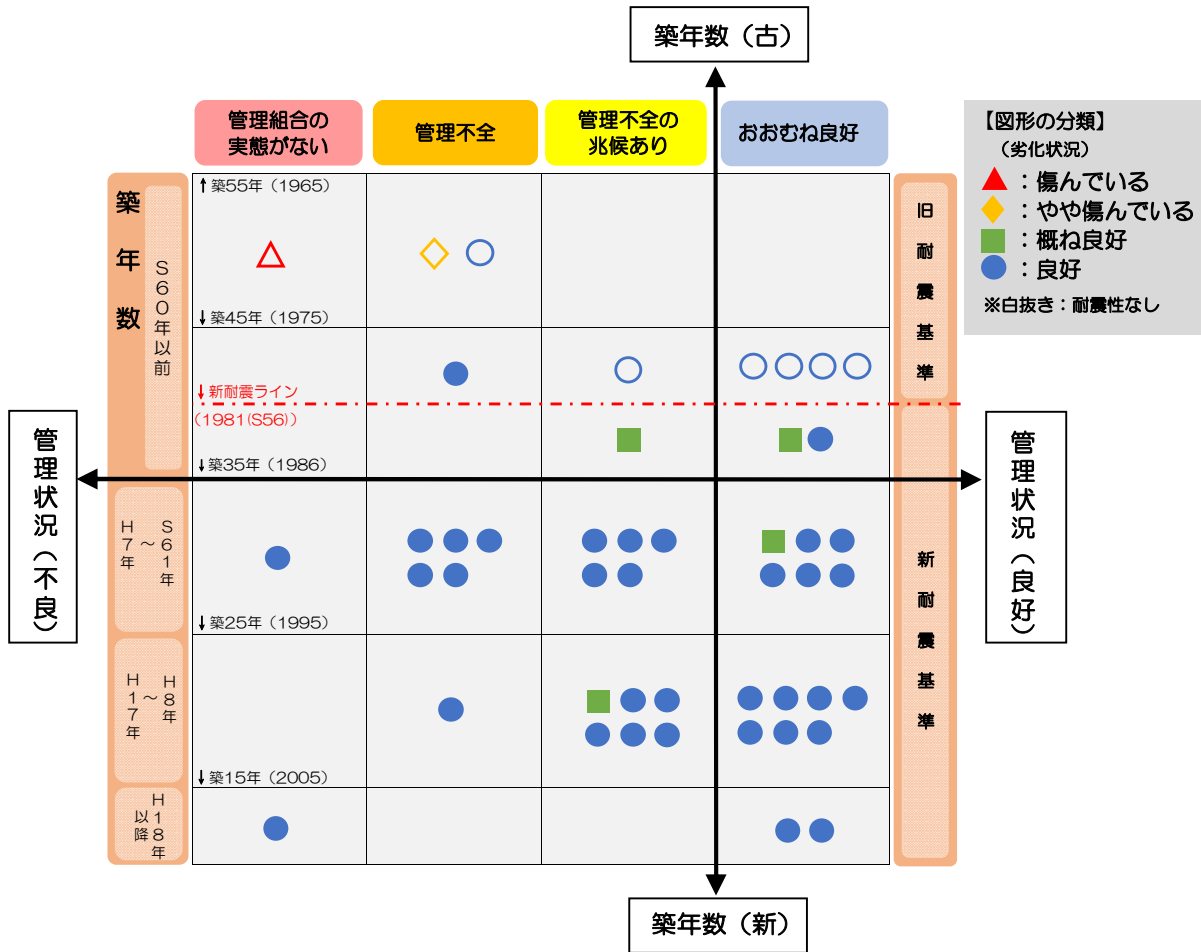 築年数（古）
管理組合の
実態がない
管理不全
管理不全の
兆候あり
おおむね良好
【図形の分類】
（劣化状況）
：傷んでいる
：やや傷んでいる
：概ね良好
：良好
※白抜き：耐震性なし
築年数
S60年以前
↑築55年（1965）
↓築45年（1975）
↓新耐震ライン
（1981(S56)）
↓築35年（1986）
旧耐震基準
管理状況（不良）
管理状況（良好）
S61年
～
H7年
↓築25年（1995）
新耐震基準
H8年
～
H17年
↓築15年（2005）
H18年
以降
築年数（新）